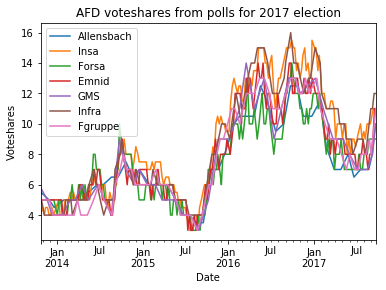 AFD voteshares from polls for 2017 election
Voteshares
16
14
12
10
8
6
4
Allensbach
Insa
Forsa
Emnid
GMS
Infra
Fgruppe
Jan
2014
Jul
Jan
2015
Jul
Jan
2016
Jul
Jan
2017
Jul
Date